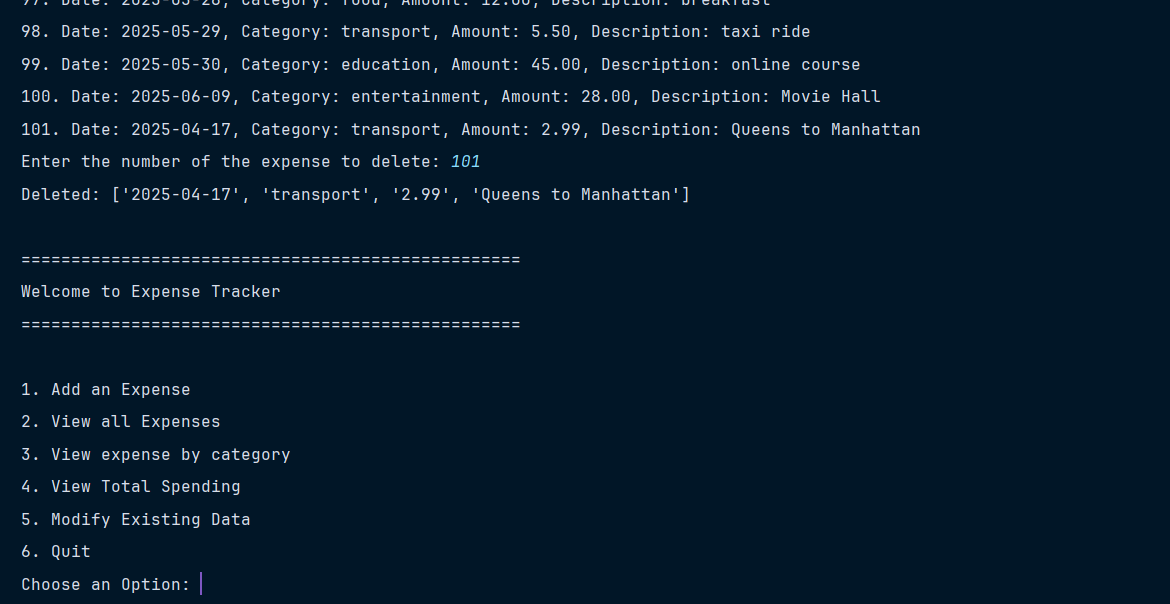 97. Date: 2025-05-28, Category: food, Amount: 12.00, Description: breakfast
98. Date: 2025-05-29, Category: transport, Amount: 5.50, Description: taxi ride
99. Date: 2025-05-30, Category: education, Amount: 45.00, Description: online course
100. Date: 2025-06-09, Category: entertainment, Amount: 28.00, Description: Movie Hall
101. Date: 2025-04-17, Category: transport, Amount: 2.99, Description: Queens to Manhattan
Enter the number of the expense to delete: 101
Deleted: ['2025-04-17', 'transport', '2.99', 'Queens to Manhattan']
==================================================
Welcome to Expense Tracker
==================================================
1. Add an Expense
2. View all Expenses
3. View expense by category
4. View Total Spending
5. Modify Existing Data
6. Quit
Choose an Option: